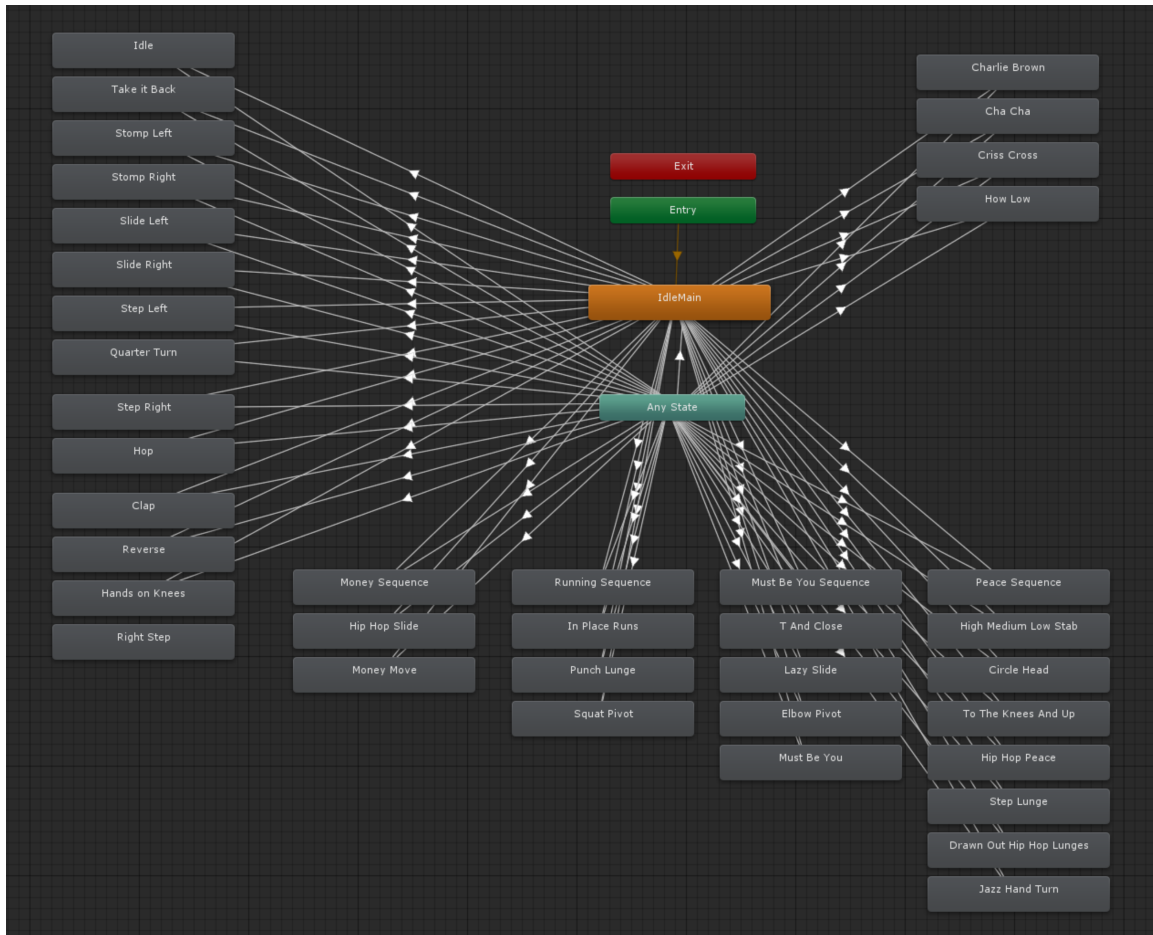 Idle
Take it Back
Stomp Left
Stomp Right
Slide Left
Slide Right
Step Left
Quarter Turn
Step Right
Hop
Clap
Reverse
Hands on Knees
Right Step
Exit
Entry
IdleMain
Any State
Charlie Brown
Cha Cha
Criss Cross
How Low
Money Sequence
Hip Hop Slide
Money Move
Running Sequence
In Place Runs
Punch Lunge
Squat Pivot
Must Be You Sequence
T And Close
Lazy Slide
Elbow Pivot
Must Be You
Peace Sequence
High Medium Low Stab
Circle Head
To The Knees And Up
Hip Hop Peace
Step Lunge
Drawn Out Hip Hop Lunges
Jazz Hand Turn